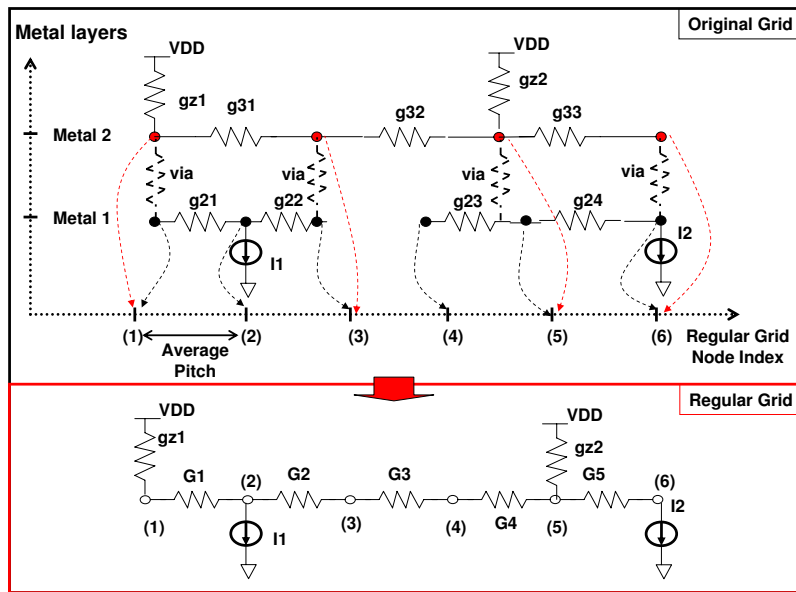 Metal layers
Original Grid
VDD
VDD
gz1
gz2
g31
g32
g33
Metal 2
via
via
via
via
g21
g22
g23
g24
Metal 1
I1
I2
(1)
(2)
(3)
(4)
(5)
(6)
Regular Grid
Node Index
Average
Pitch
Regular Grid
VDD
VDD
gz1
gz2
G1
(2)
G2
G3
G5
(6)
(1)
I1
(3)
(4)
G4
(5)
I2